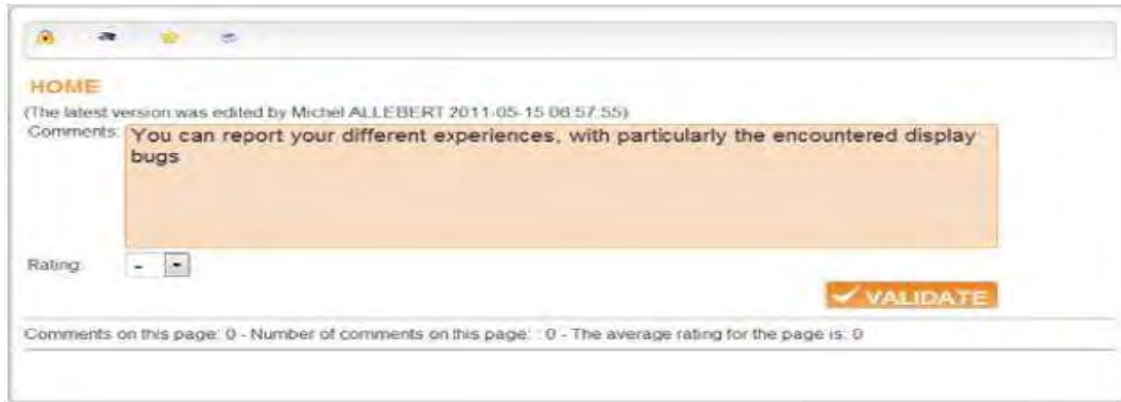 HOME
(The latest version was edited by Michel ALLEBERT 2011-05-15 06:57:55)
Comments: You can report your different experiences, with particularly the encountered display
bugs
Rating: -
VALIDATE
Comments on this page: 0 - Number of comments on this page: : 0 - The average rating for the page is: 0